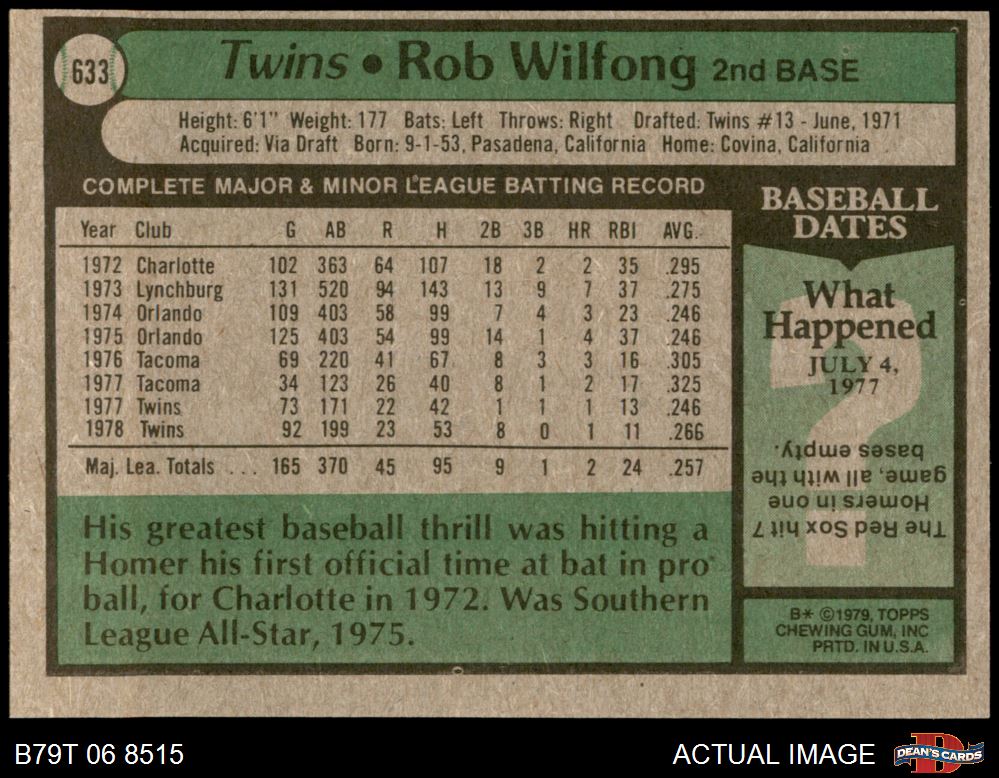 633
Twins • Rob Wilfong 2nd BASE
Height: 6'1" Weight: 177 Bats: Left Throws: Right Drafted: Twins #13 - June, 1971
Acquired: Via Draft Born: 9-1-53, Pasadena, California Home: Covina, California
COMPLETE MAJOR & MINOR LEAGUE BATTING RECORD
Year Club G AB R H 2B 3B HR RBI AVG.
1972 Charlotte 102 363 64 107 18 2 2 35 .295
1973 Lynchburg 131 520 94 143 13 9 7 37 .275
1974 Orlando 109 403 58 99 7 4 3 23 .246
1975 Orlando 125 403 54 99 14 1 4 37 .246
1976 Tacoma 69 220 41 67 8 3 3 16 .305
1977 Tacoma 34 123 26 40 8 1 2 17 .325
1977 Twins 73 171 22 42 1 1 1 13 .246
1978 Twins 92 199 23 53 8 0 1 11 .266
Maj. Lea. Totals ... 165 370 45 95 9 1 2 24 .257
His greatest baseball thrill was hitting a
Homer his first official time at bat in pro
ball, for Charlotte in 1972. Was Southern
League All-Star, 1975.
BASEBALL
DATES
What
Happened
JULY 4,
1977
?
The Red Sox hit 7
Homers in one
game, all with the
bases empty.
B* ©1979, TOPPS
CHEWING GUM, INC
PRTD. IN U.S.A.
B79T 06 8515
ACTUAL IMAGE
D
DEAN'S CARDS